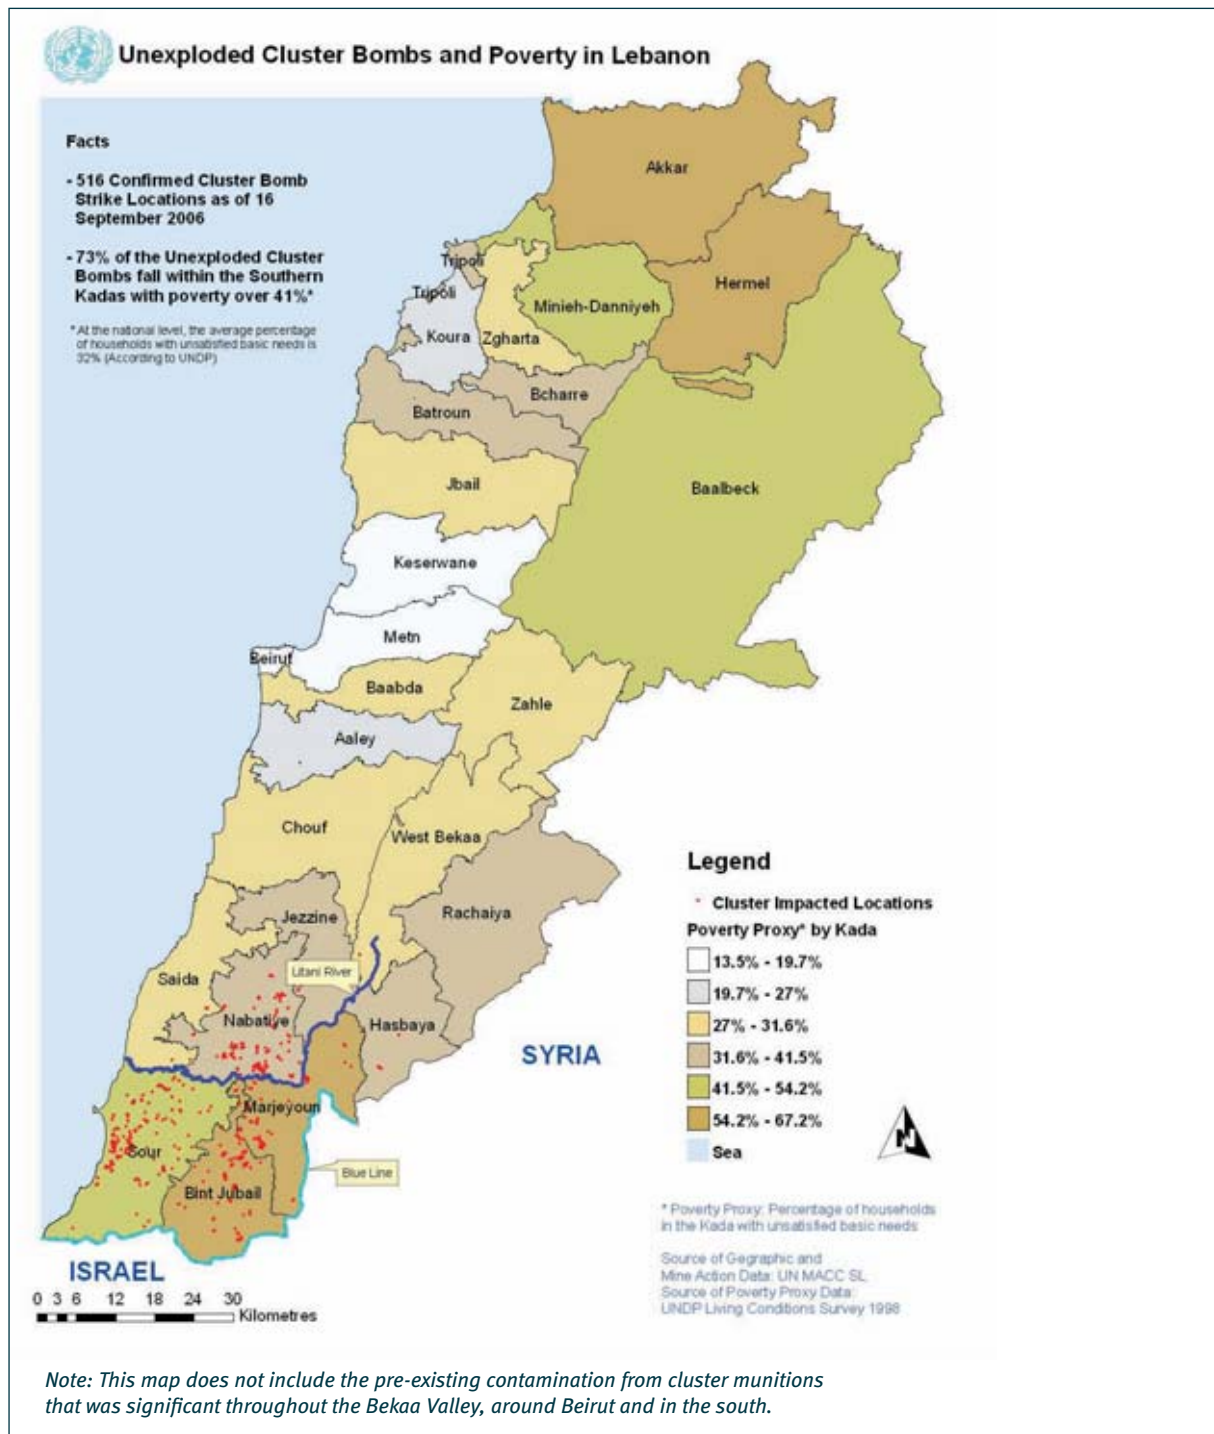 Unexploded Cluster Bombs and Poverty in Lebanon
Facts
- 516 Confirmed Cluster Bomb
Strike Locations as of 16
September 2006
- 73% of the Unexploded Cluster
Bombs fall within the Southern
Kadas with poverty over 41%*
* At the national level, the average percentage
of households with unsatisfied basic needs is
32% (According to UNDP)
Akkar
Tripoli
Hermel
Tripoli
Minieh-Danniyeh
Koura
Zgharta
Bcharre
Batroun
Jbail
Baalbeck
Keserwane
Metn
Beirut
Baabda
Zahle
Aaley
Chouf
West Bekaa
Jezzine
Rachaiya
Saida
Litani River
Nabatiye
Hasbaya
SYRIA
Marjeyoun
Sour
Blue Line
Bint Jubail
ISRAEL
0 3 6 12 18 24 30
Kilometres
Legend
Cluster Impacted Locations
Poverty Proxy* by Kada
13.5% - 19.7%
19.7% - 27%
27% - 31.6%
31.6% - 41.5%
41.5% - 54.2%
54.2% - 67.2%
Sea
N
* Poverty Proxy: Percentage of households
in the Kada with unsatisfied basic needs
Source of Gegraphic and
Mine Action Data: UN MACC SL,
Source of Poverty Proxy Data:
UNDP Living Conditions Survey 1998
Note: This map does not include the pre-existing contamination from cluster munitions
that was significant throughout the Bekaa Valley, around Beirut and in the south.